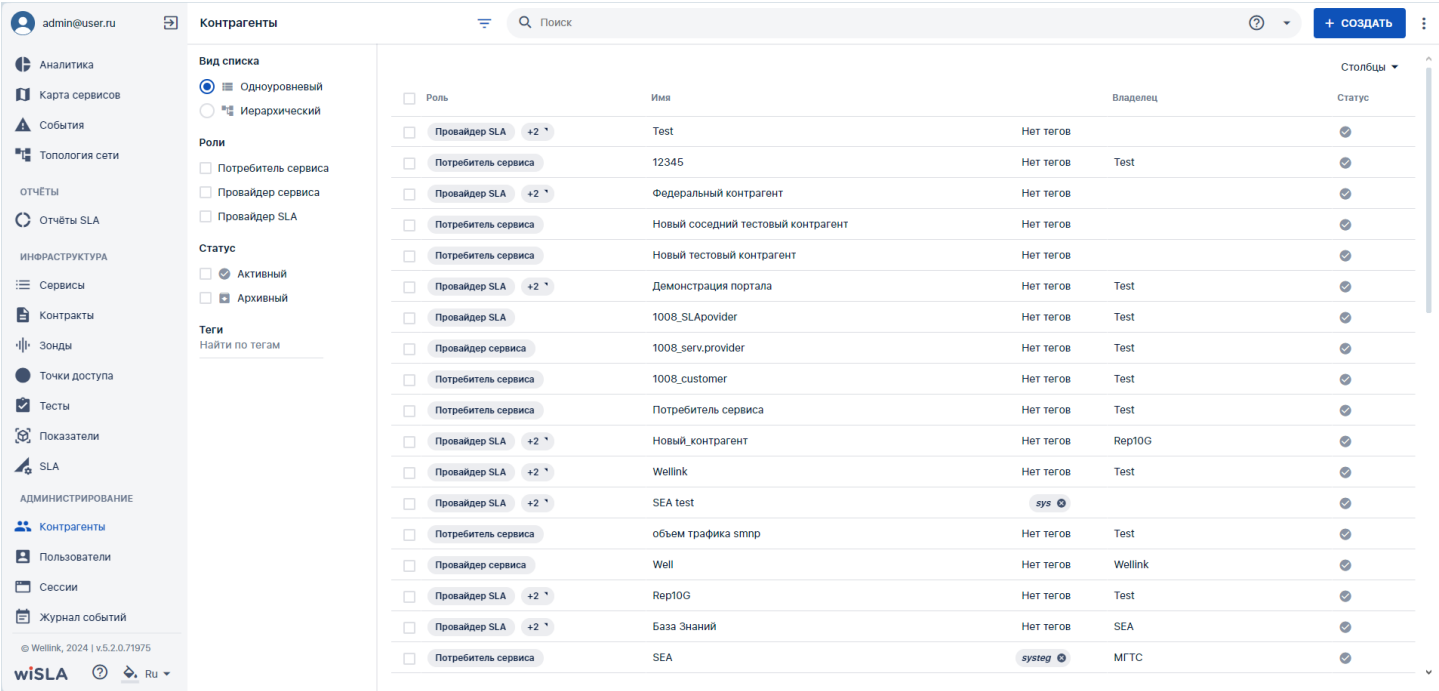 admin@user.ru
Аналитика
Карта сервисов
События
Топология сети
ОТЧЁТЫ
Отчёты SLA
ИНФРАСТРУКТУРА
Сервисы
Контракты
Зонды
Точки доступа
Тесты
Показатели
SLA
АДМИНИСТРИРОВАНИЕ
Контрагенты
Пользователи
Сессии
Журнал событий
© Wellink, 2024 | v.5.2.0.71975
wiSLA
Ru
Контрагенты
Поиск
+ СОЗДАТЬ
Вид списка
Одноуровневый
Иерархический
Роли
Потребитель сервиса
Провайдер сервиса
Провайдер SLA
Статус
Активный
Архивный
Теги
Найти по тегам
Столбцы
Роль Имя Владелец Статус
Провайдер SLA +2 Test Нет тегов
Потребитель сервиса 12345 Нет тегов Test
Провайдер SLA +2 Федеральный контрагент Нет тегов
Потребитель сервиса Новый соседний тестовый контрагент Нет тегов
Потребитель сервиса Новый тестовый контрагент Нет тегов
Провайдер SLA +2 Демонстрация портала Нет тегов Test
Провайдер SLA 1008_SLApovider Нет тегов Test
Провайдер сервиса 1008_serv.provider Нет тегов Test
Потребитель сервиса 1008_customer Нет тегов Test
Потребитель сервиса Потребитель сервиса Нет тегов Test
Провайдер SLA +2 Новый_контрагент Нет тегов Rep10G
Провайдер SLA +2 Wellink Нет тегов Test
Провайдер SLA +2 SEA test sys
Потребитель сервиса объем трафика smnp Нет тегов Test
Провайдер сервиса Well Нет тегов Wellink
Провайдер SLA +2 Rep10G Нет тегов Test
Провайдер SLA +2 База Знаний Нет тегов SEA
Потребитель сервиса SEA systeg МГТС